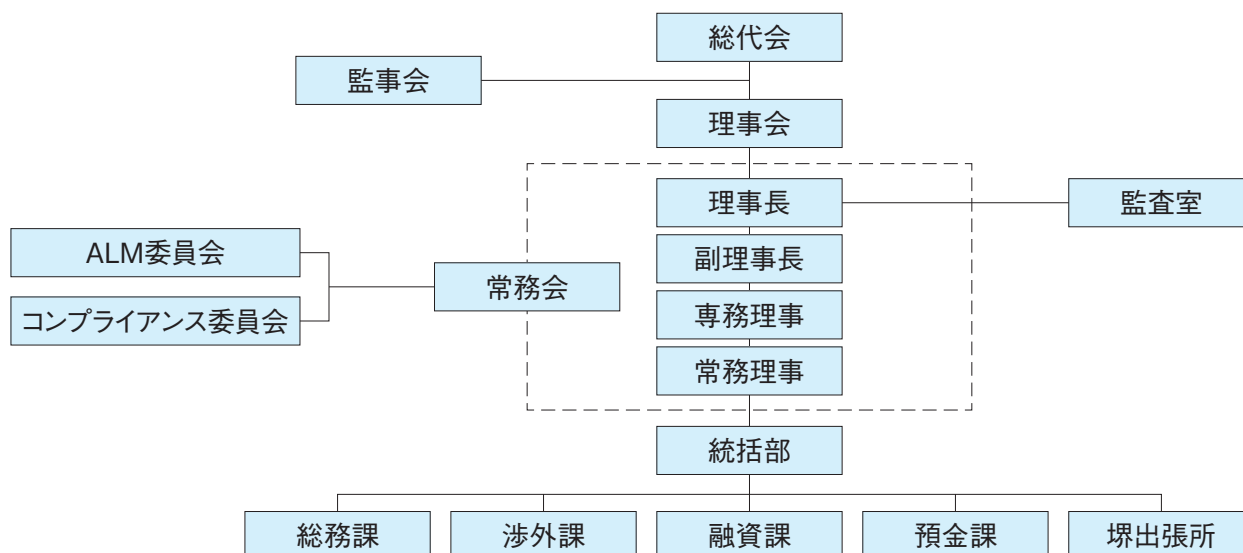 総代会
監事会
理事会
理事長
監査室
ALM委員会
副理事長
常務会
コンプライアンス委員会
専務理事
常務理事
統括部
総務課
渉外課
融資課
預金課
堺出張所